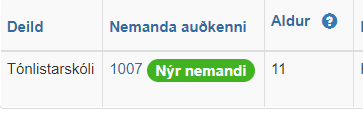 Deild Nemanda auðkenni Aldur ?
Tónlistarskóli 1007 Nýr nemandi 11